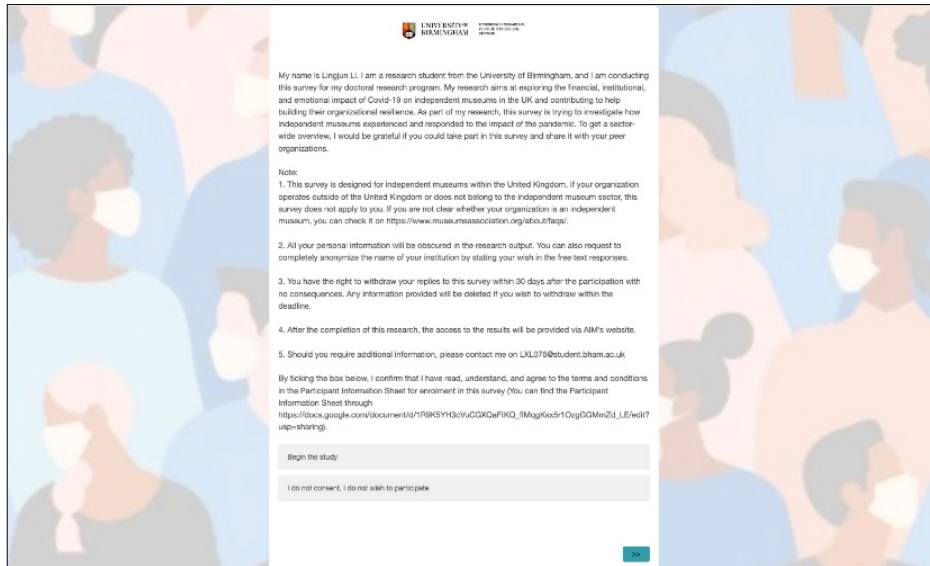 UNIVERSITY OF
BIRMINGHAM
My name is Lingjun Li. I am a research student from the University of Birmingham, and I am conducting
this survey for my doctoral research program. My research aims at exploring the financial, institutional,
and emotional impact of Covid-19 on independent museums in the UK and contributing to help
building their organizational resilience. As part of my research, this survey is trying to investigate how
independent museums experienced and responded to the impact of the pandemic. To get a sector-
wide overview, I would be grateful if you could take part in this survey and share it with your peer
organizations.
Note:
1. This survey is designed for independent museums within the United Kingdom. If your organization
operates outside of the United Kingdom or does not belong to the independent museum sector, this
survey does not apply to you. If you are not clear whether your organization is an independent
museum, you can check it on https://www.museumsassociation.org/about/faqs/.
2. All your personal information will be obscured in the research output. You can also request to
completely anonymize the name of your institution by stating your wish in the free text responses.
3. You have the right to withdraw your replies to this survey within 30 days after the participation with
no consequences. Any information provided will be deleted if you wish to withdraw within the
deadline.
4. After the completion of this research, the access to the results will be provided via AIM's website.
5. Should you require additional information, please contact me on LXL076@student.bham.ac.uk
By ticking the box below, I confirm that I have read, understand, and agree to the terms and conditions
in the Participant Information Sheet for enrolment in this survey (You can find the Participant
Information Sheet through
usp=sharing).
Begin the study
I do not consent, I do not wish to participate
>>